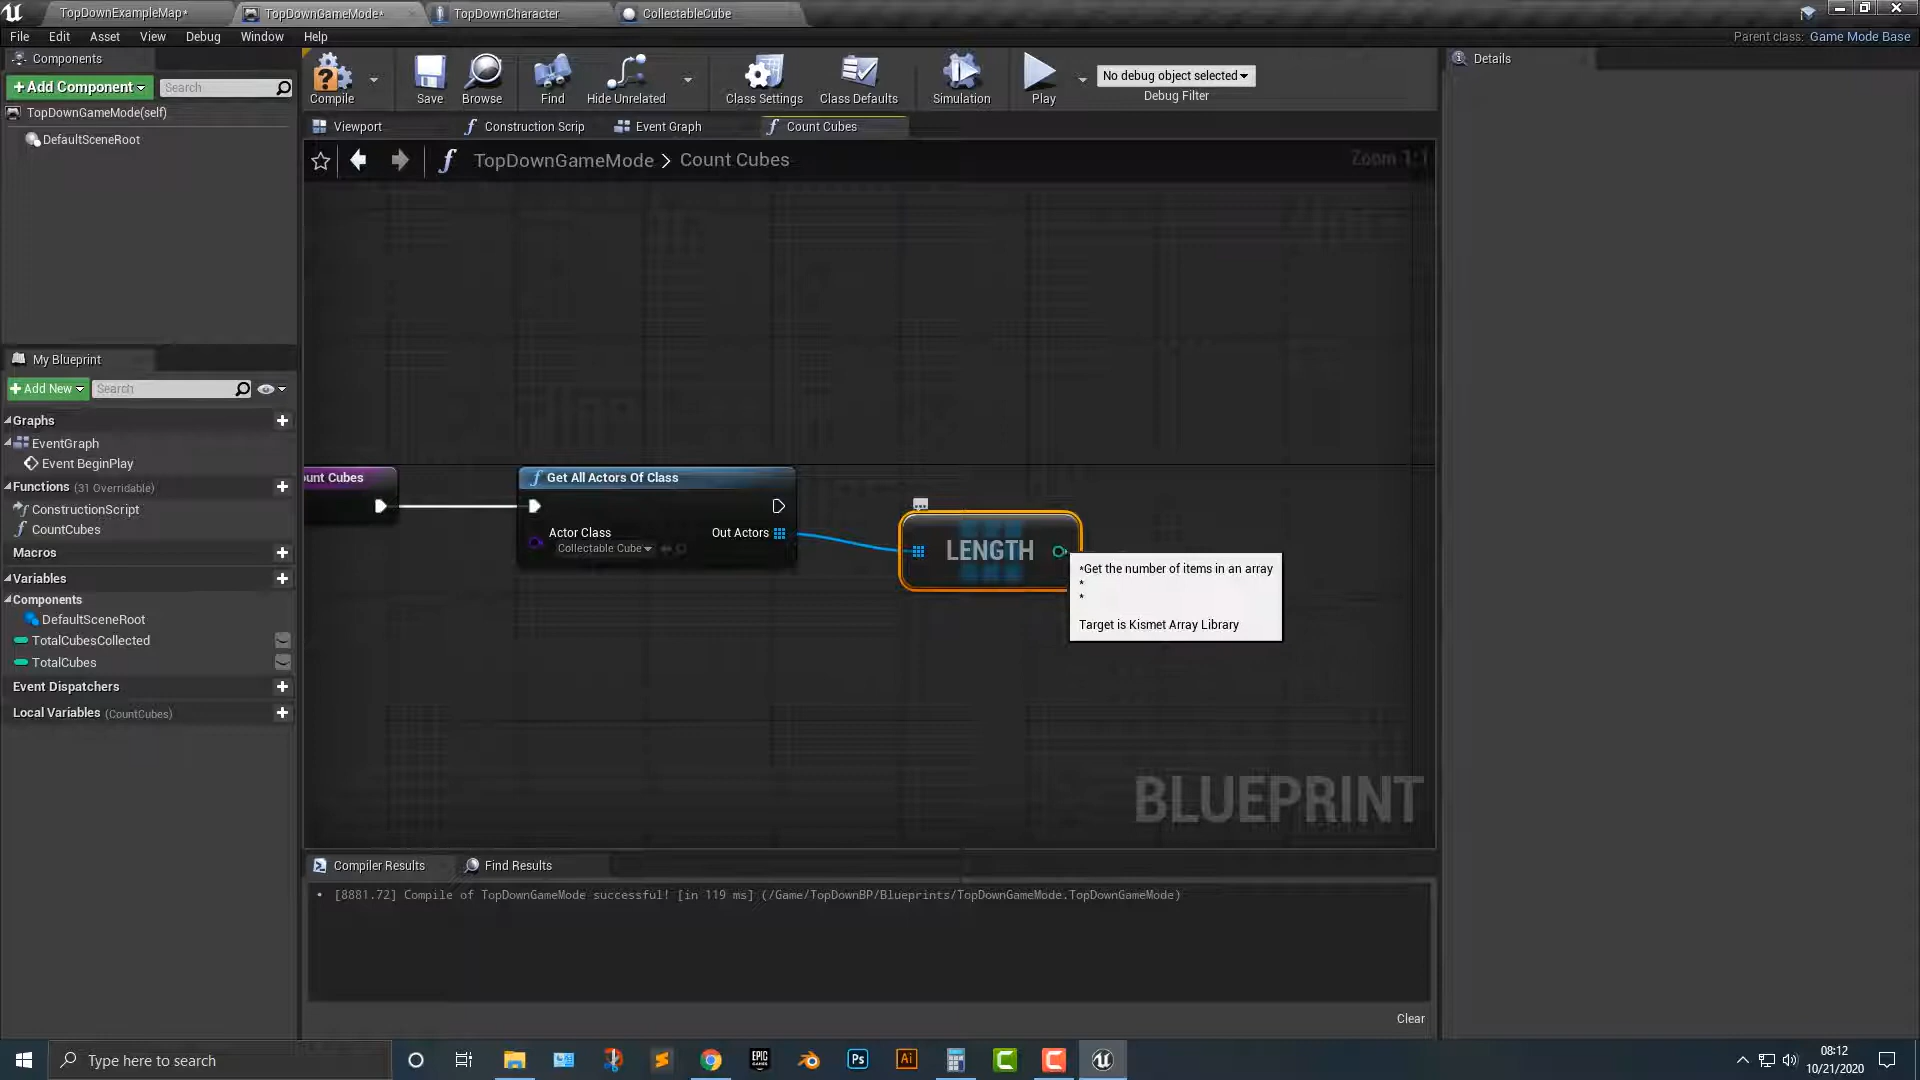 TopDownExampleMap*
TopDownGameMode*
TopDownCharacter
CollectableCube
File Edit Asset View Debug Window Help
Parent class: Game Mode Base
Components
+Add Component
Search
TopDownGameMode(self)
DefaultSceneRoot
Compile
Save
Browse
Find
Hide Unrelated
Class Settings
Class Defaults
Simulation
Play
No debug object selected
Debug Filter
Details
Viewport
Construction Scrip
Event Graph
Count Cubes
TopDownGameMode > Count Cubes
Zoom 1:1
My Blueprint
+Add New
Search
Graphs
EventGraph
Event BeginPlay
Functions (31 Overridable)
ConstructionScript
CountCubes
Macros
Variables
Components
DefaultSceneRoot
TotalCubesCollected
TotalCubes
Event Dispatchers
Local Variables (CountCubes)
ount Cubes
Get All Actors Of Class
Actor Class
Collectable Cube
Out Actors
LENGTH
*Get the number of items in an array
*
*
Target is Kismet Array Library
BLUEPRINT
Compiler Results
Find Results
• [8881.72] Compile of TopDownGameMode successful! [in 119 ms] (/Game/TopDownBP/Blueprints/TopDownGameMode.TopDownGameMode)
Clear
Type here to search
EPIC GAMES
Ps
Ai
08:12
10/21/2020